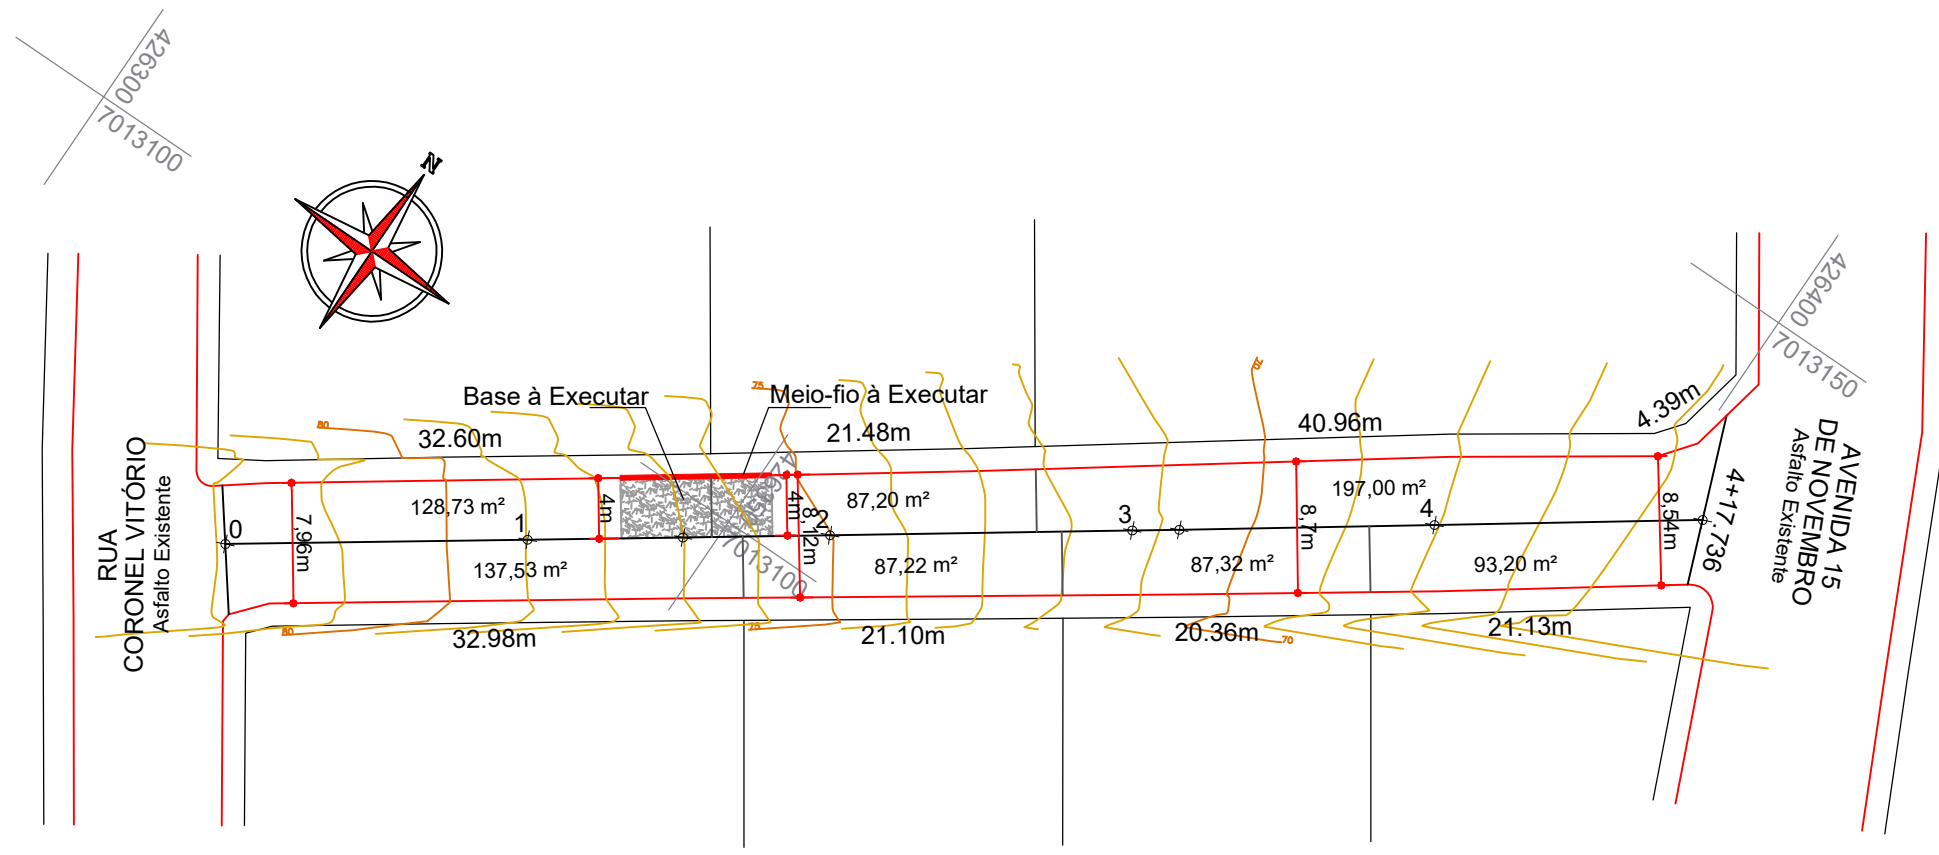 426300
7013100
N
426400
7013150
Base à Executar
Meio-fio à Executar
75
70
80
32.60m
21.48m
40.96m
4.39m
RUA
CORONEL VITÓRIO
Asfalto Existente
AVENIDA 15
DE NOVEMBRO
Asfalto Existente
128,73 m²
4m
4m
87,20 m²
197,00 m²
0
1
2
3
4
4+17.736
7,96m
8,12m
8,7m
8,54m
7013100
137,53 m²
87,22 m²
87,32 m²
93,20 m²
80
75
70
32.98m
21.10m
20.36m
21.13m